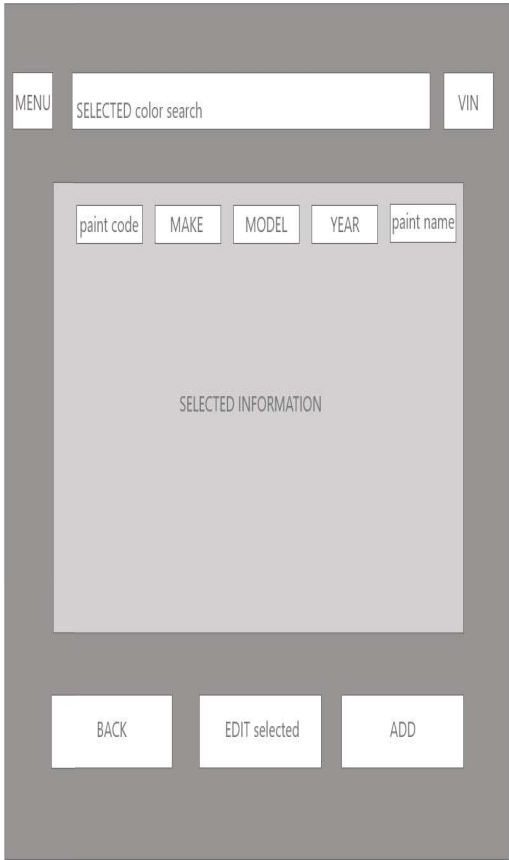 MENU
SELECTED color search
VIN
paint code
MAKE
MODEL
YEAR
paint name
SELECTED INFORMATION
BACK
EDIT selected
ADD